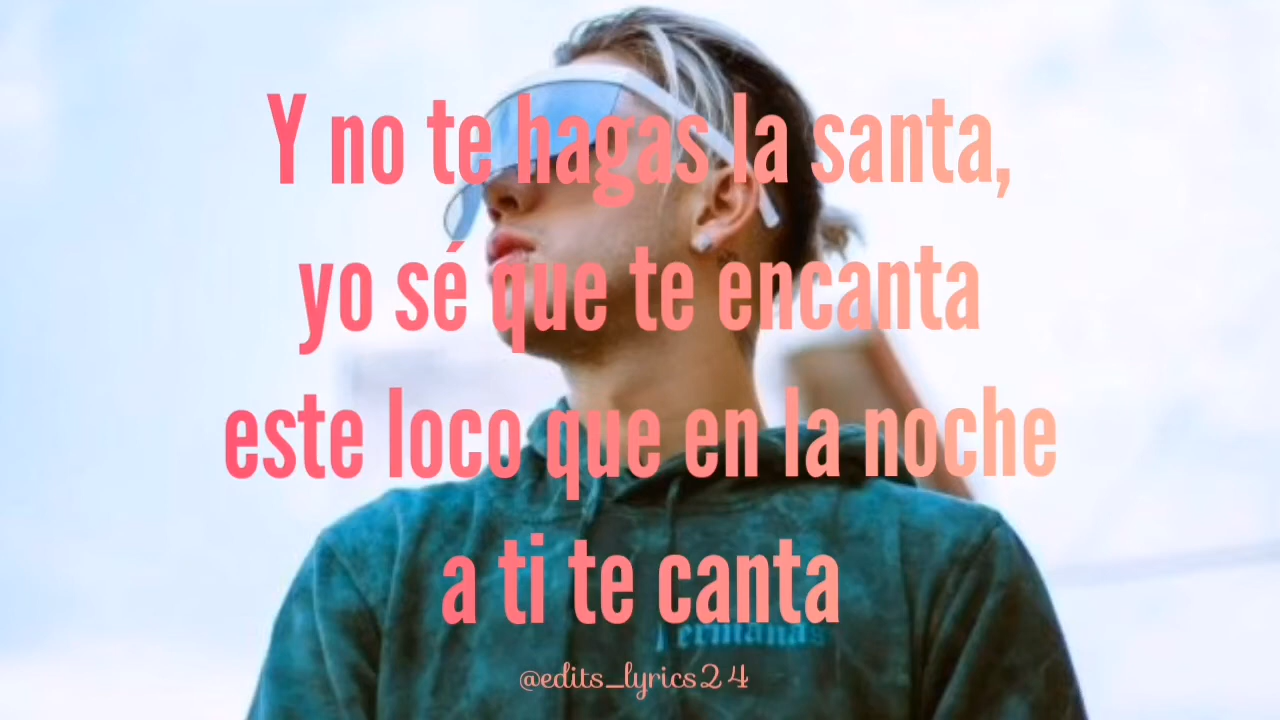 Y no te hagas la santa,
yo sé que te encanta
este loco que en la noche
a ti te canta
@edits_lyrics24